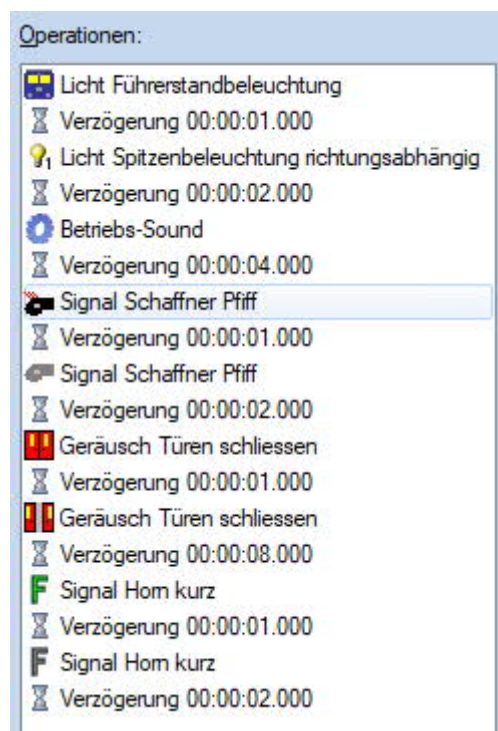 Operationen:
Licht Führerstandbeleuchtung
Verzögerung 00:00:01.000
Licht Spitzenbeleuchtung richtungsabhängig
Verzögerung 00:00:02.000
Betriebs-Sound
Verzögerung 00:00:04.000
Signal Schaffner Pfiff
Verzögerung 00:00:01.000
Signal Schaffner Pfiff
Verzögerung 00:00:02.000
Geräusch Türen schliessen
Verzögerung 00:00:01.000
Geräusch Türen schliessen
Verzögerung 00:00:08.000
F Signal Horn kurz
Verzögerung 00:00:01.000
F Signal Horn kurz
Verzögerung 00:00:02.000